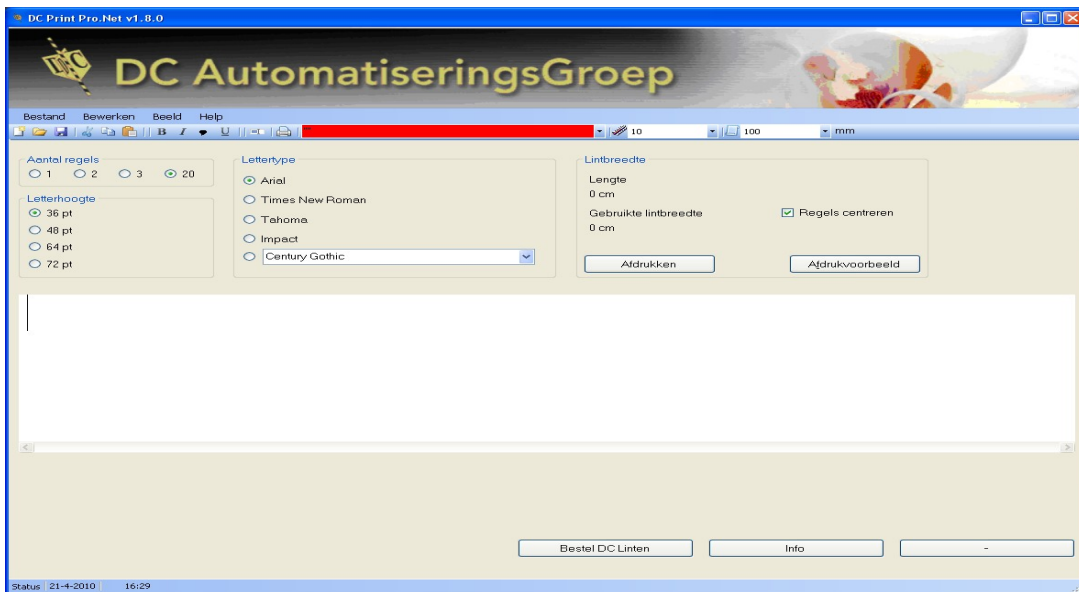 DC Print Pro.Net v1.8.0
DC AutomatiseringsGroep
Bestand Bewerken Beeld Help
B I U 10 100 mm
Aantal regels
1 2 3 20
Letterhoogte
36 pt
48 pt
64 pt
72 pt
Lettertype
Arial
Times New Roman
Tahoma
Impact
Century Gothic
Lintbreedte
Lengte
0 cm
Gebruikte lintbreedte
0 cm
Regels centreren
Afdrukken Afdrukvoorbeeld
Bestel DC Linten Info -
Status 21-4-2010 16:29